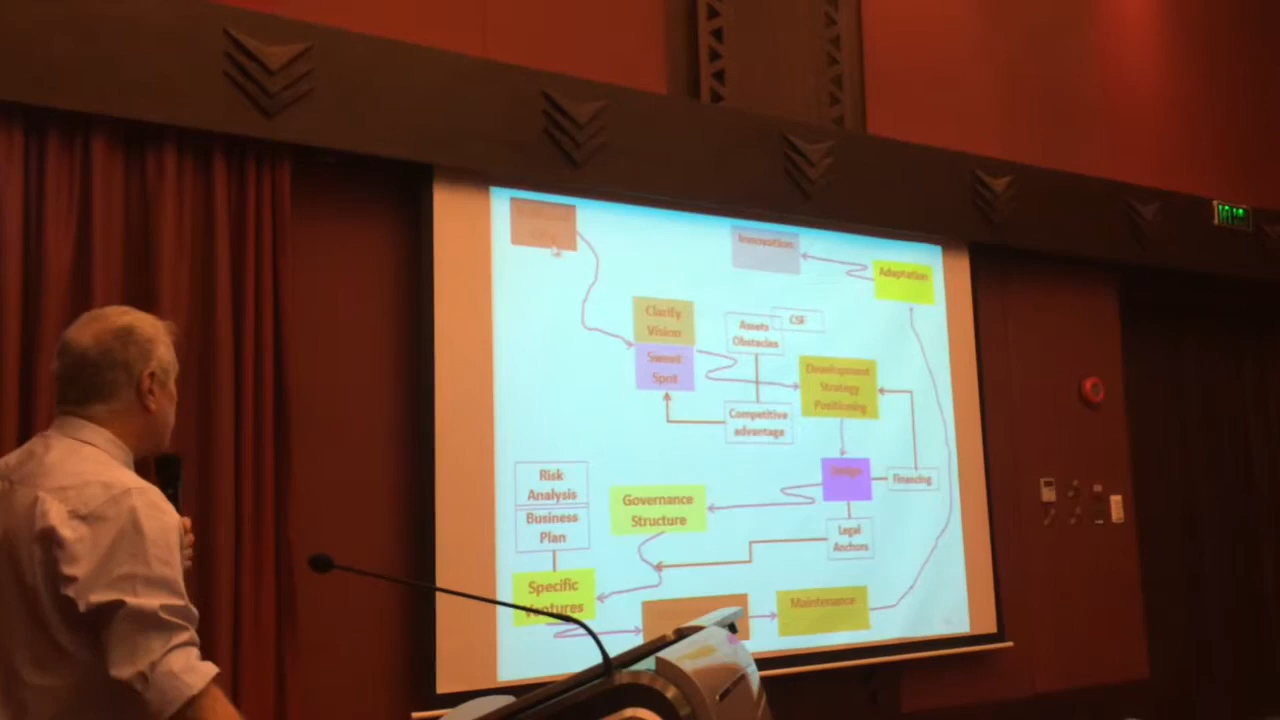 Innovation
Adaptation
Clarify
Vision
Sweet
Spot
Assets
Obstacles
CSF
Development
Strategy
Positioning
Competitive
advantage
Risk
Analysis
Business
Plan
Governance
Structure
Design
Financing
Legal
Anchors
Specific
Ventures
Maintenance